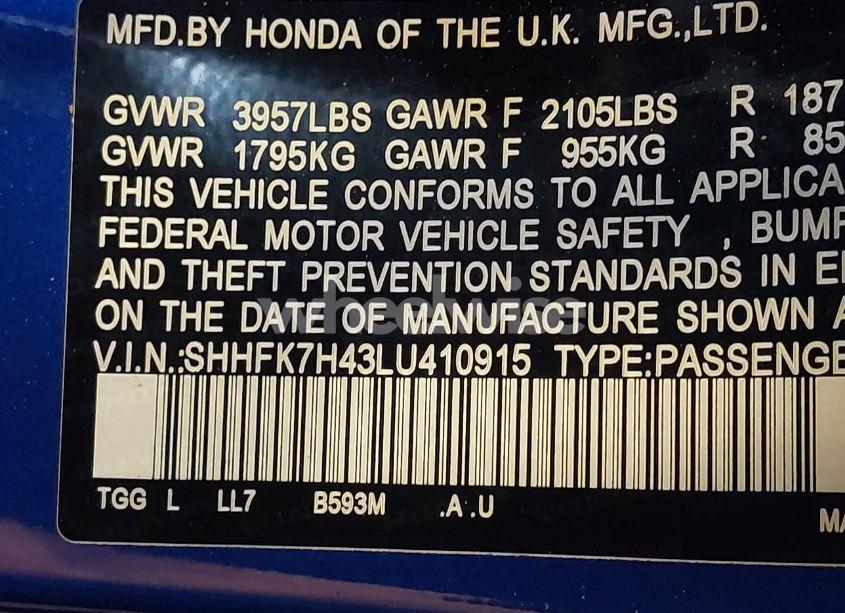 MFD.BY HONDA OF THE U.K. MFG.,LTD.
GVWR 3957LBS GAWR F 2105LBS R 187
GVWR 1795KG GAWR F 955KG R 85
THIS VEHICLE CONFORMS TO ALL APPLICA
FEDERAL MOTOR VEHICLE SAFETY , BUMP
AND THEFT PREVENTION STANDARDS IN E
ON THE DATE OF MANUFACTURE SHOWN A
wheelwise
V.I.N.:SHHFK7H43LU410915 TYPE:PASSENGE
TGG L LL7 B593M .A .U
MA